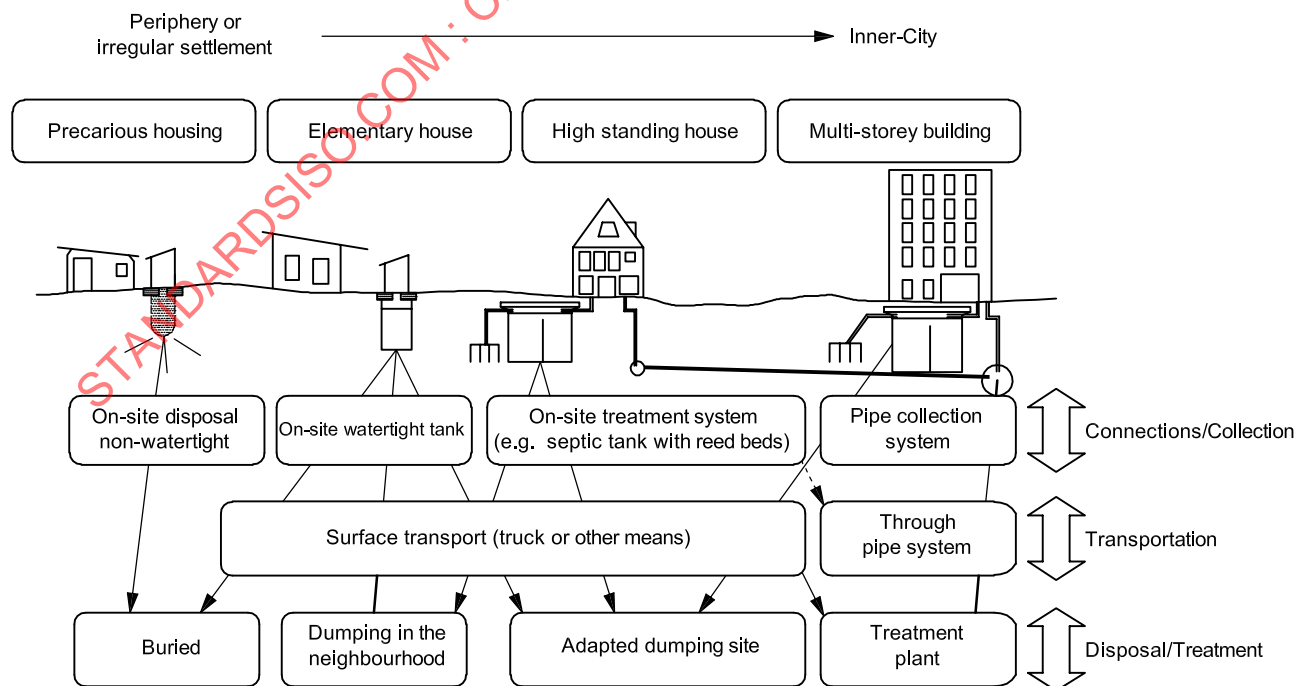 Periphery or
irregular settlement
Inner-City
Precarious housing
Elementary house
High standing house
Multi-storey building
On-site disposal
non-watertight
On-site watertight tank
On-site treatment system
(e.g. septic tank with reed beds)
Pipe collection
system
Connections/Collection
Surface transport (truck or other means)
Through
pipe system
Transportation
Buried
Dumping in the
neighbourhood
Adapted dumping site
Treatment
plant
Disposal/Treatment
STANDARDSISO.COM :